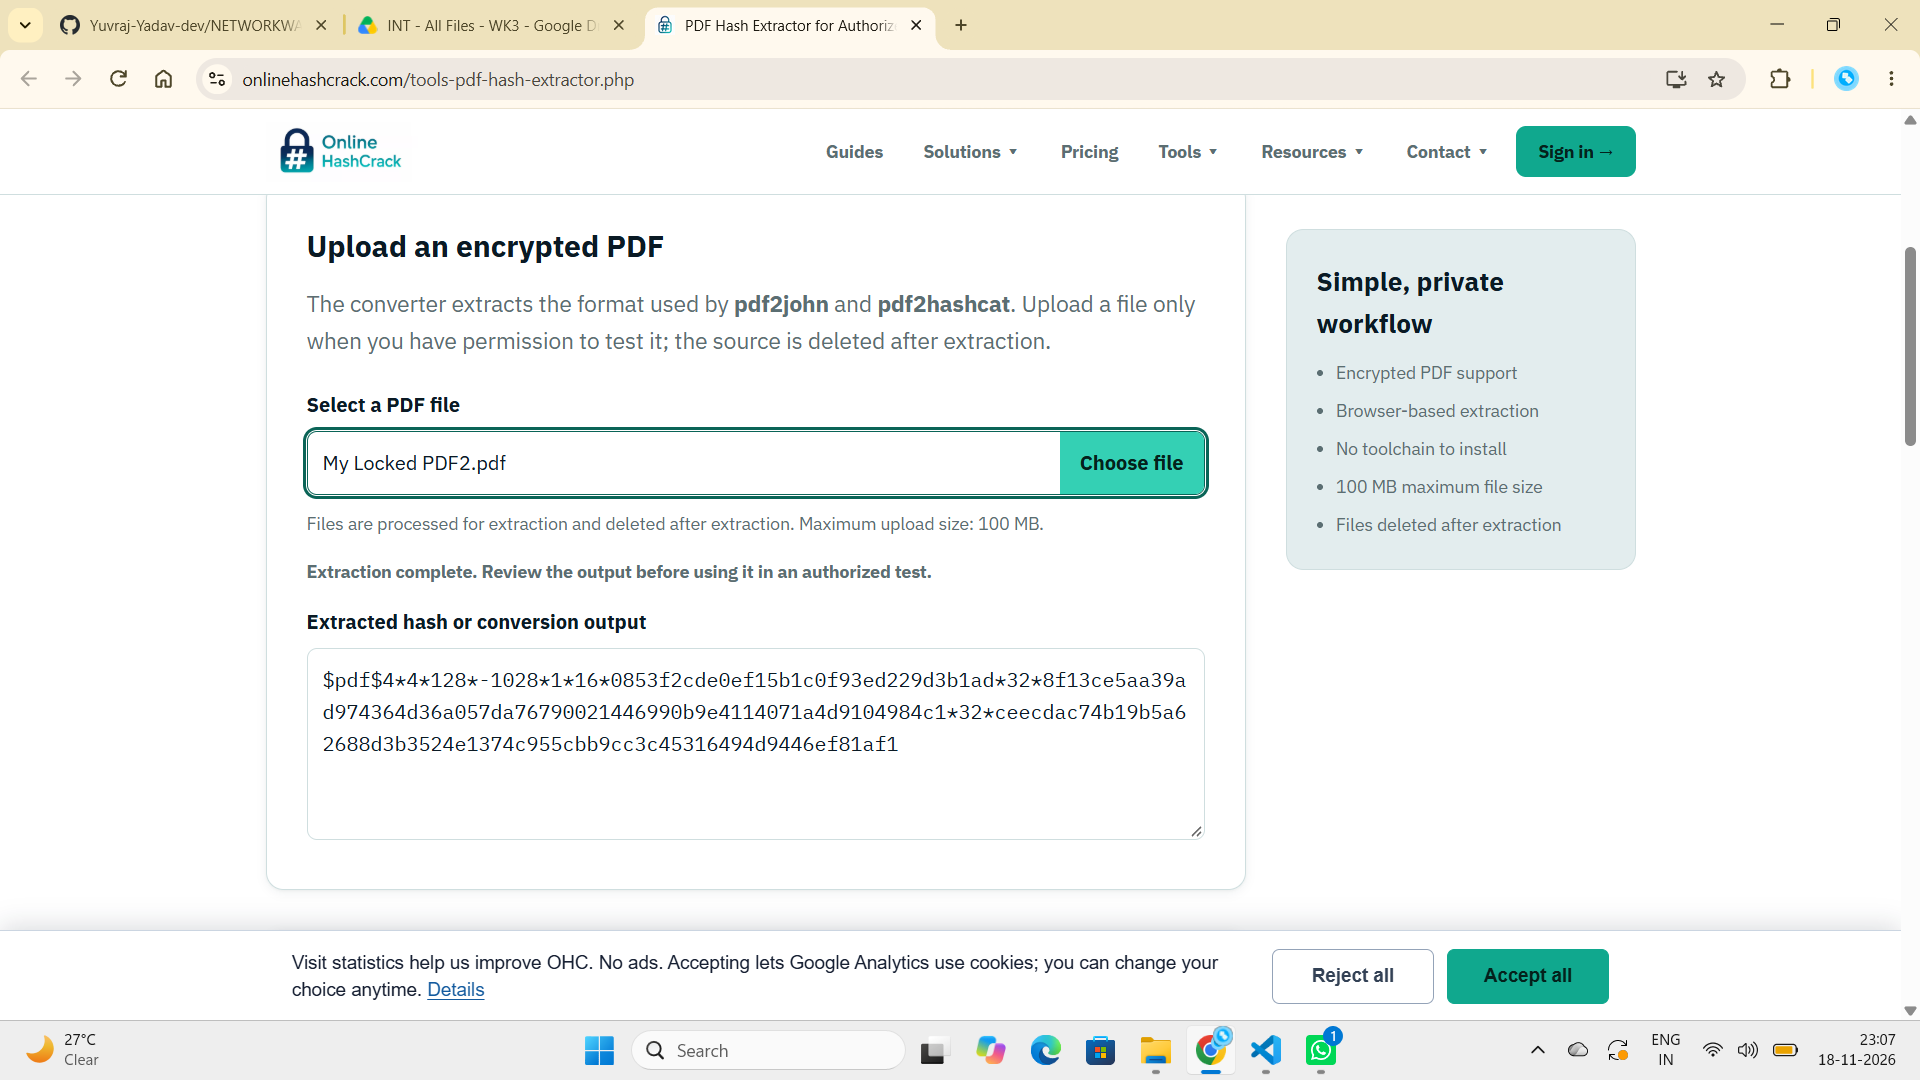 Yuvraj-Yadav-dev/NETWORKWA
INT - All Files - WK3 - Google D
PDF Hash Extractor for Authoriz
onlinehashcrack.com/tools-pdf-hash-extractor.php
Online
HashCrack
Guides
Solutions
Pricing
Tools
Resources
Contact
Sign in →
Upload an encrypted PDF
The converter extracts the format used by pdf2john and pdf2hashcat. Upload a file only
when you have permission to test it; the source is deleted after extraction.
Select a PDF file
My Locked PDF2.pdf
Choose file
Files are processed for extraction and deleted after extraction. Maximum upload size: 100 MB.
Extraction complete. Review the output before using it in an authorized test.
Extracted hash or conversion output
$pdf$4*4*128*-1028*1*16*0853f2cde0ef15b1c0f93ed229d3b1ad*32*8f13ce5aa39a
d974364d36a057da76790021446990b9e4114071a4d9104984c1*32*ceecdac74b19b5a6
2688d3b3524e1374c955cbb9cc3c45316494d9446ef81af1
Simple, private
workflow
Encrypted PDF support
Browser-based extraction
No toolchain to install
100 MB maximum file size
Files deleted after extraction
Visit statistics help us improve OHC. No ads. Accepting lets Google Analytics use cookies; you can change your
choice anytime. Details
Reject all
Accept all
27°C
Clear
Search
1
ENG
IN
23:07
18-11-2026